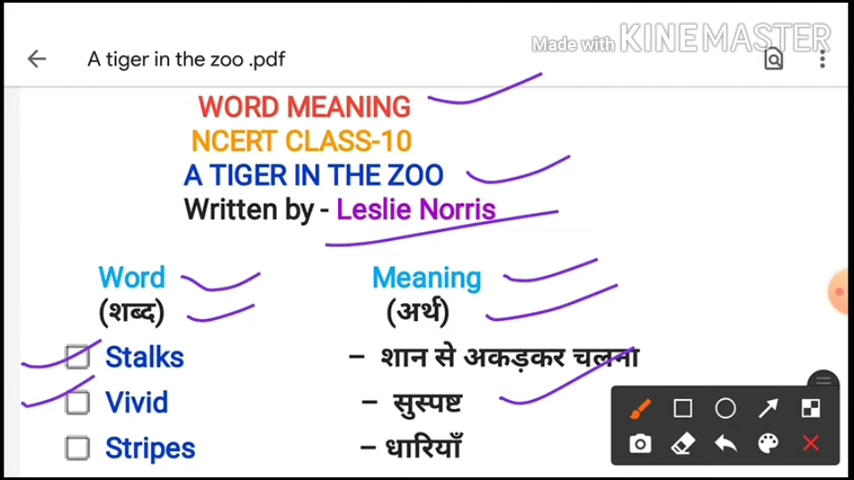 Made with KINEMASTER
A tiger in the zoo .pdf
WORD MEANING
NCERT CLASS-10
A TIGER IN THE ZOO
Written by - Leslie Norris
Word Meaning
(शब्द) (अर्थ)
Stalks – शान से अकड़कर चलना
Vivid – सुस्पष्ट
Stripes – धारियाँ